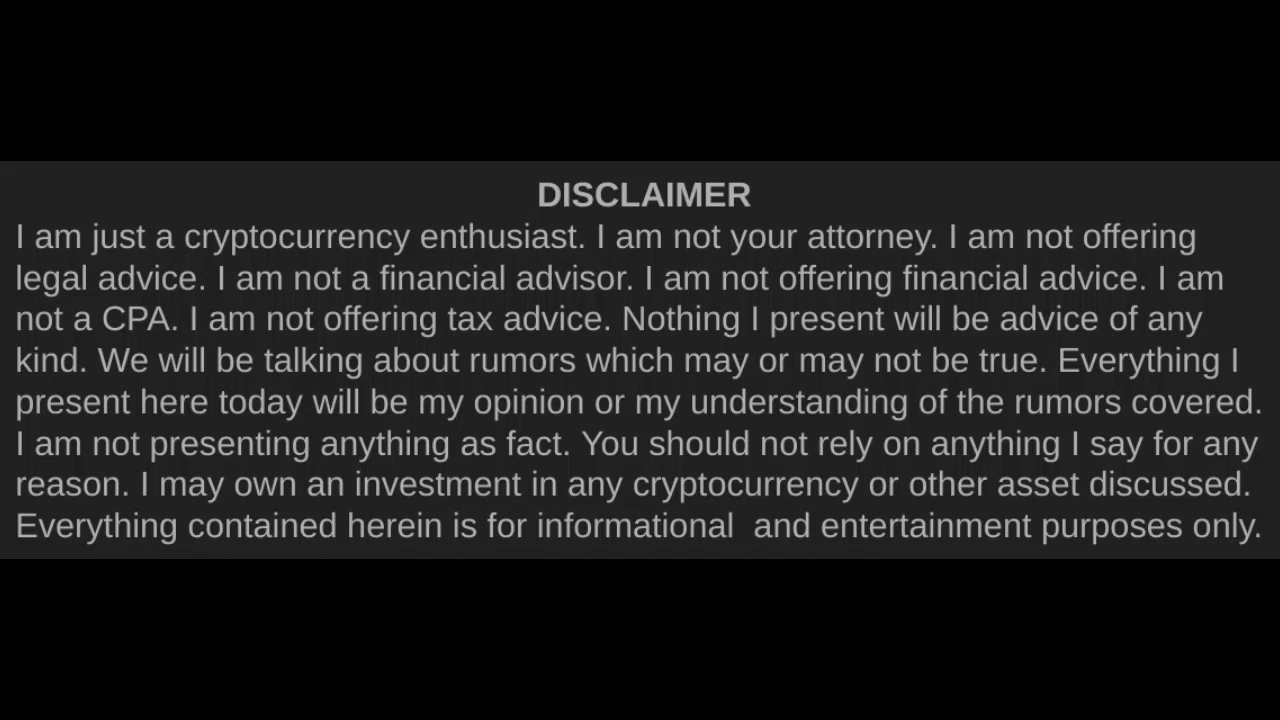 DISCLAIMER
I am just a cryptocurrency enthusiast. I am not your attorney. I am not offering
legal advice. I am not a financial advisor. I am not offering financial advice. I am
not a CPA. I am not offering tax advice. Nothing I present will be advice of any
kind. We will be talking about rumors which may or may not be true. Everything I
present here today will be my opinion or my understanding of the rumors covered.
I am not presenting anything as fact. You should not rely on anything I say for any
reason. I may own an investment in any cryptocurrency or other asset discussed.
Everything contained herein is for informational  and entertainment purposes only.